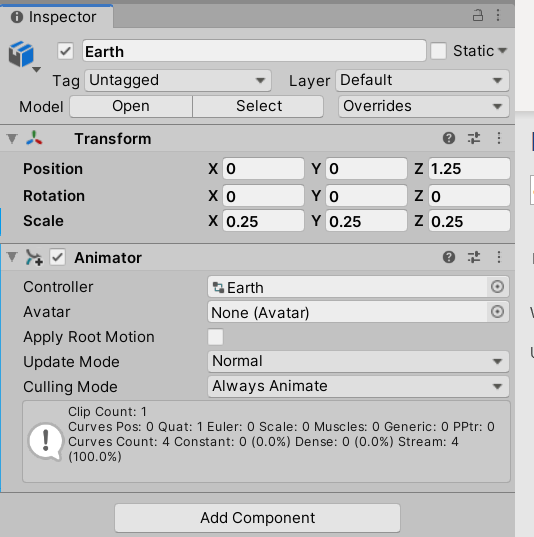 Inspector
Earth
Static
Tag Untagged Layer Default
Model Open Select Overrides
Transform
Position X 0 Y 0 Z 1.25
Rotation X 0 Y 0 Z 0
Scale X 0.25 Y 0.25 Z 0.25
Animator
Controller Earth
Avatar None (Avatar)
Apply Root Motion
Update Mode Normal
Culling Mode Always Animate
Clip Count: 1
Curves Pos: 0 Quat: 1 Euler: 0 Scale: 0 Muscles: 0 Generic: 0 PPtr: 0
Curves Count: 4 Constant: 0 (0.0%) Dense: 0 (0.0%) Stream: 4
(100.0%)
Add Component